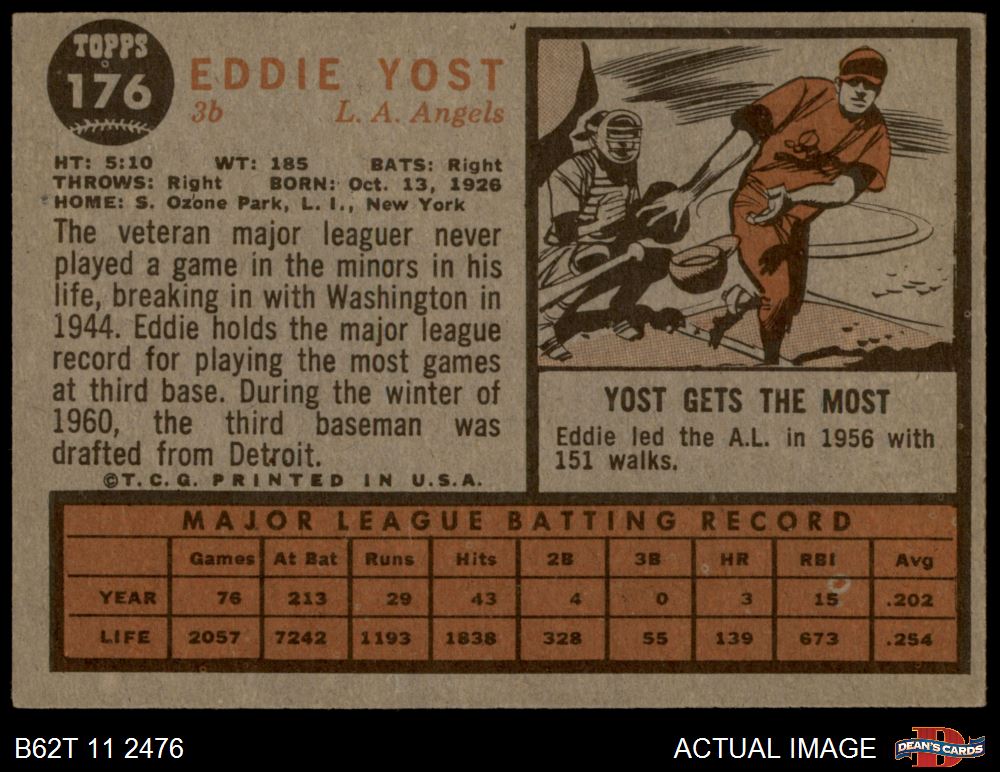 TOPPS
176
EDDIE YOST
3b L. A. Angels
HT: 5:10 WT: 185 BATS: Right
THROWS: Right BORN: Oct. 13, 1926
HOME: S. Ozone Park, L. I., New York
The veteran major leaguer never
played a game in the minors in his
life, breaking in with Washington in
1944. Eddie holds the major league
record for playing the most games
at third base. During the winter of
1960, the third baseman was
drafted from Detroit.
©T.C.G. PRINTED IN U.S.A.
YOST GETS THE MOST
Eddie led the A.L. in 1956 with
151 walks.
MAJOR LEAGUE BATTING RECORD
Games At Bat Runs Hits 2B 3B HR RBI Avg
YEAR 76 213 29 43 4 0 3 15 .202
LIFE 2057 7242 1193 1838 328 55 139 673 .254
B62T 11 2476 ACTUAL IMAGE
DEAN'S CARDS